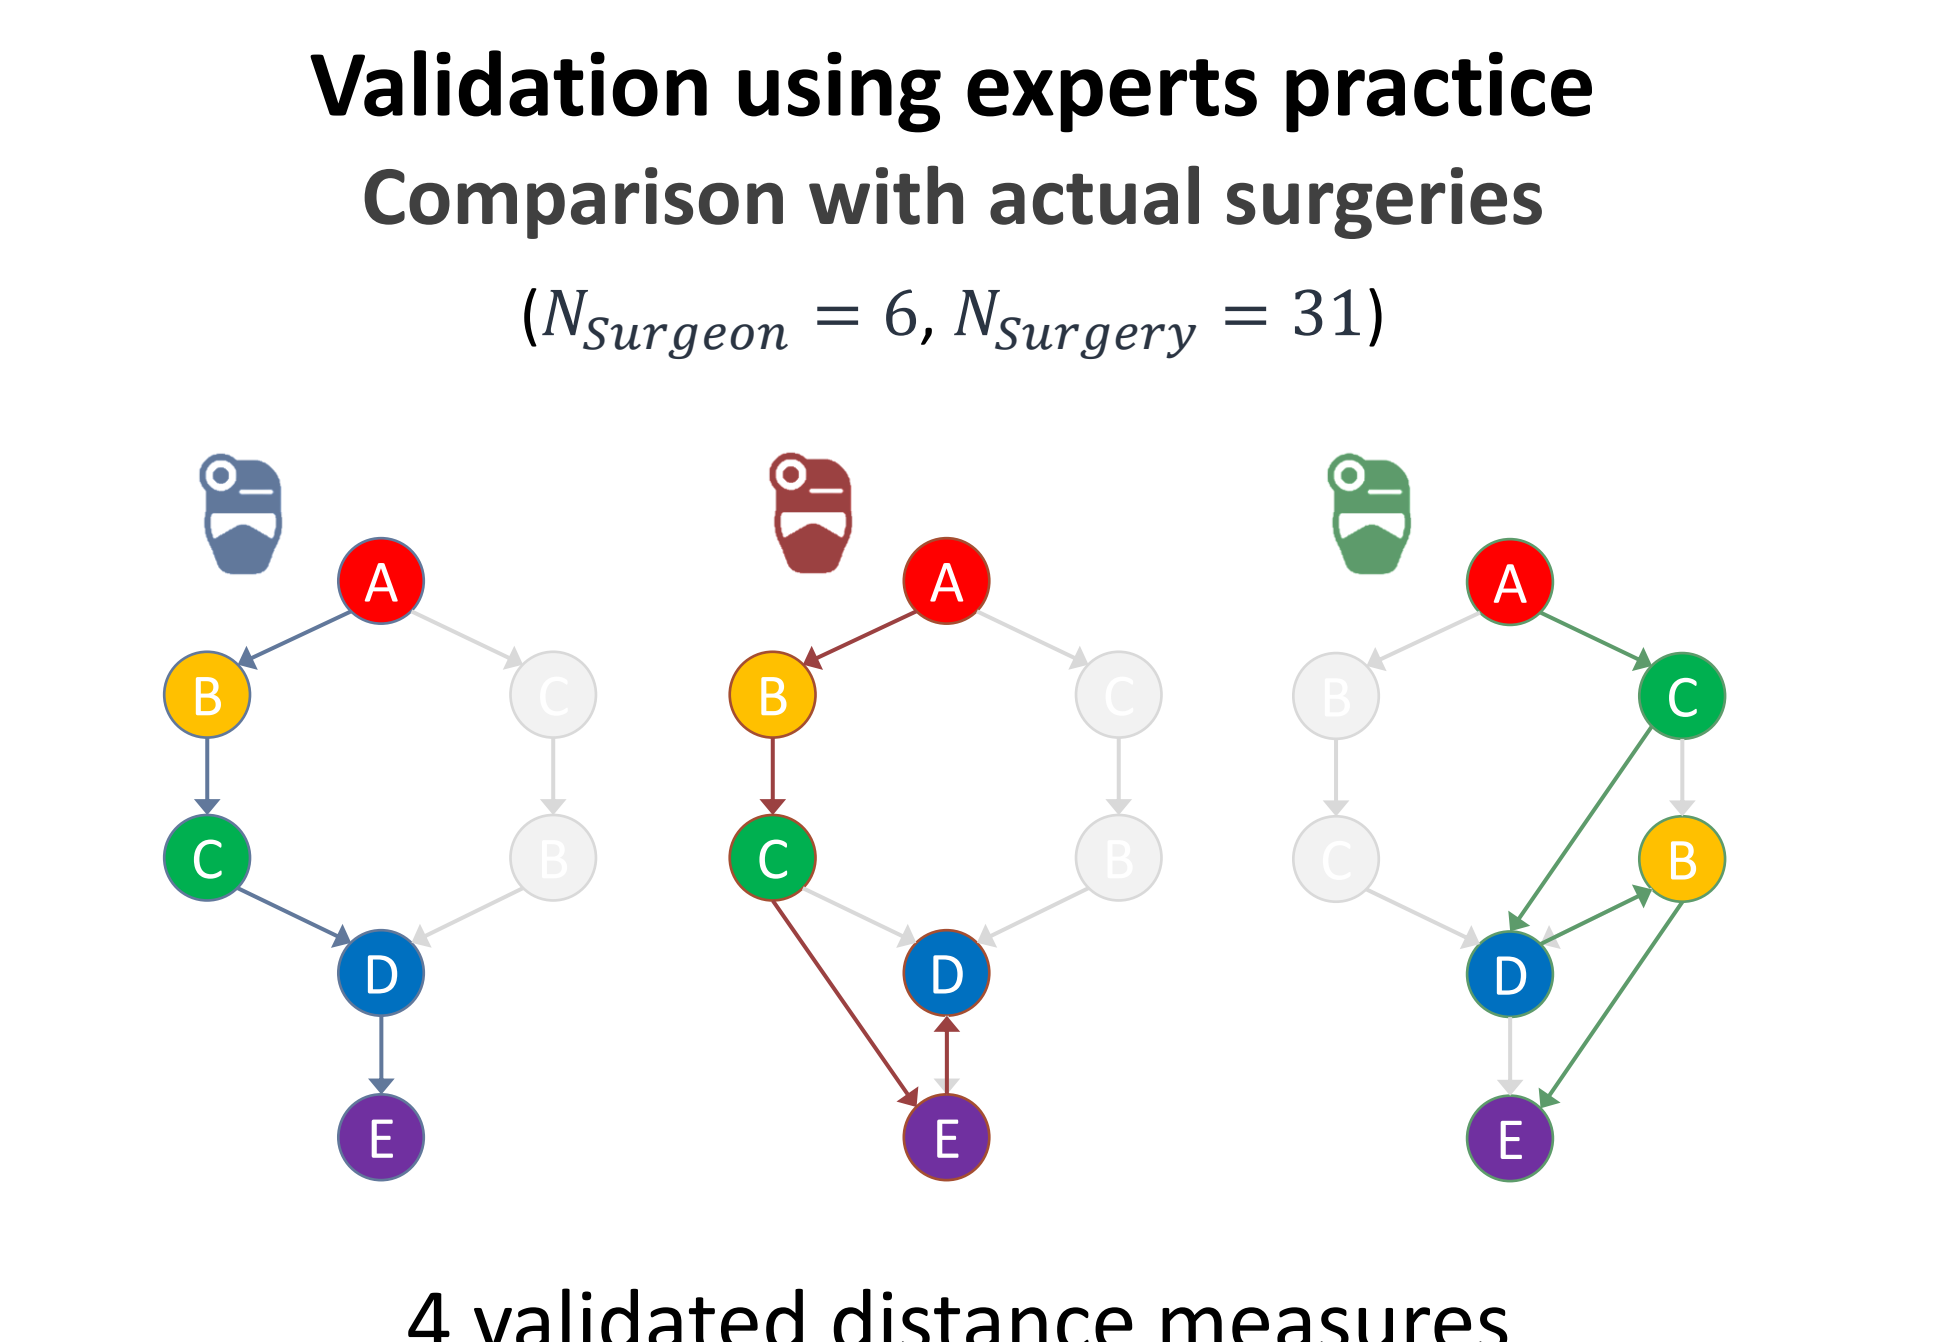 Validation using experts practice
Comparison with actual surgeries
(N_Surgeon = 6, N_Surgery = 31)
A A A
B C B C B C
C B C B C B
D D D
E E E
4 validated distance measures